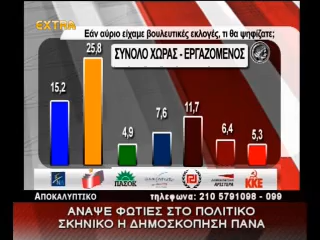 EXTRA
Εάν αύριο είχαμε βουλευτικές εκλογές, τι θα ψηφίζατε;
ΣΥΝΟΛΟ ΧΩΡΑΣ - ΕΡΓΑΖΟΜΕΝΟΣ
15,2
25,8
4,9
7,6
11,7
6,4
5,3
ΠΑΣΟΚ
ΑΡΙΣΤΕΡΑ
ΚΚΕ
ΑΠΟΚΑΛΥΠΤΙΚΟ
τηλεφωνα: 210 5791098 - 099
ΑΝΑΨΕ ΦΩΤΙΕΣ ΣΤΟ ΠΟΛΙΤΙΚΟ
ΣΚΗΝΙΚΟ Η ΔΗΜΟΣΚΟΠΗΣΗ ΠΑΝΑ